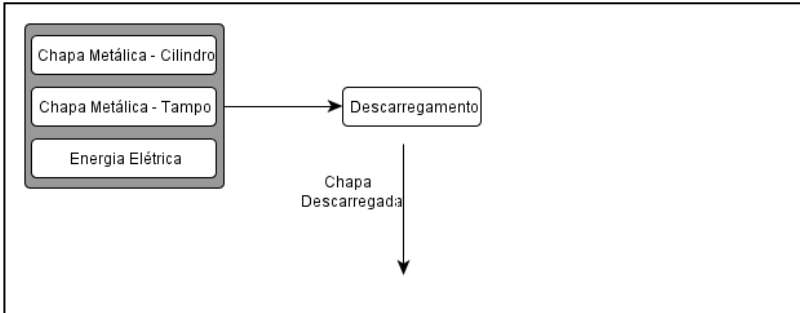 Chapa Metálica - Cilindro
Chapa Metálica - Tampo
Descarregamento
Energia Elétrica
Chapa
Descarregada